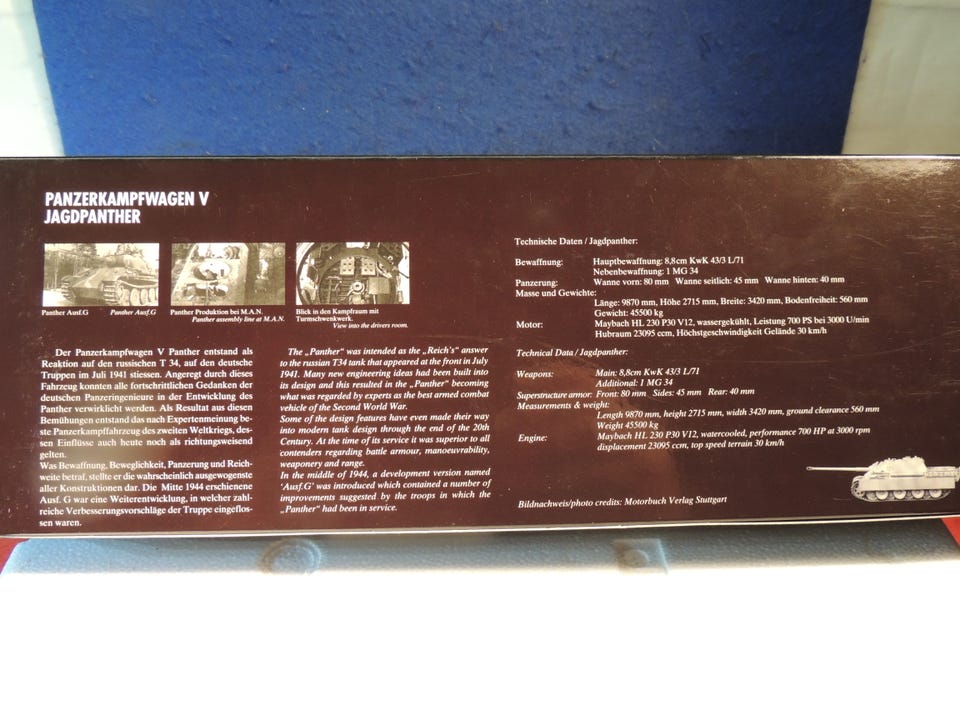 PANZERKAMPFWAGEN V
JAGDPANTHER
Panther Ausf.G Panther Ausf.G
Panther Produktion bei M.A.N.
Panther assembly line at M.A.N.
Blick in den Kampfraum mit
Turmschwenkwerk.
View into the drivers room.
Der Panzerkampfwagen V Panther entstand als
Reaktion auf den russischen T 34, auf den deutsche
Truppen im Juli 1941 stiessen. Angeregt durch dieses
Fahrzeug konnten alle fortschrittlichen Gedanken der
deutschen Panzeringenieure in der Entwicklung des
Panther verwirklicht werden. Als Resultat aus diesen
Bemühungen entstand das nach Expertenmeinung be-
ste Panzerkampffahrzeug des zweiten Weltkriegs, des-
sen Einflüsse auch heute noch als richtungsweisend
gelten.
Was Bewaffnung, Beweglichkeit, Panzerung und Reich-
weite betraf, stellte er die wahrscheinlich ausgewogenste
aller Konstruktionen dar. Die Mitte 1944 erschienene
Ausf. G war eine Weiterentwicklung, in welcher zahl-
reiche Verbesserungsvorschläge der Truppe eingeflos-
sen waren.
The „Panther“ was intended as the „Reich's“ answer
to the russian T34 tank that appeared at the front in July
1941. Many new engineering ideas had been built into
its design and this resulted in the „Panther“ becoming
what was regarded by experts as the best armed combat
vehicle of the Second World War.
Some of the design features have even made their way
into modern tank design through the end of the 20th
Century. At the time of its service it was superior to all
contenders regarding battle armour, manoeuvrability,
weaponery and range.
In the middle of 1944, a development version named
'Ausf.G' was introduced which contained a number of
improvements suggested by the troops in which the
„Panther“ had been in service.
Technische Daten / Jagdpanther:
Bewaffnung: Hauptbewaffnung: 8,8cm KwK 43/3 L/71
Nebenbewaffnung: 1 MG 34
Panzerung: Wanne vorn: 80 mm Wanne seitlich: 45 mm Wanne hinten: 40 mm
Masse und Gewichte:
Länge: 9870 mm, Höhe 2715 mm, Breite: 3420 mm, Bodenfreiheit: 560 mm
Gewicht: 45500 kg
Motor: Maybach HL 230 P30 V12, wassergekühlt, Leistung 700 PS bei 3000 U/min
Hubraum 23095 ccm, Höchstgeschwindigkeit Gelände 30 km/h
Technical Data / Jagdpanther:
Weapons: Main: 8,8cm KwK 43/3 L/71
Additional: 1 MG 34
Superstructure armor: Front: 80 mm Sides: 45 mm Rear: 40 mm
Measurements & weight:
Length 9870 mm, height 2715 mm, width 3420 mm, ground clearance 560 mm
Weight 45500 kg
Engine: Maybach HL 230 P30 V12, watercooled, performance 700 HP at 3000 rpm
displacement 23095 ccm, top speed terrain 30 km/h
Bildnachweis/photo credits: Motorbuch Verlag Stuttgart